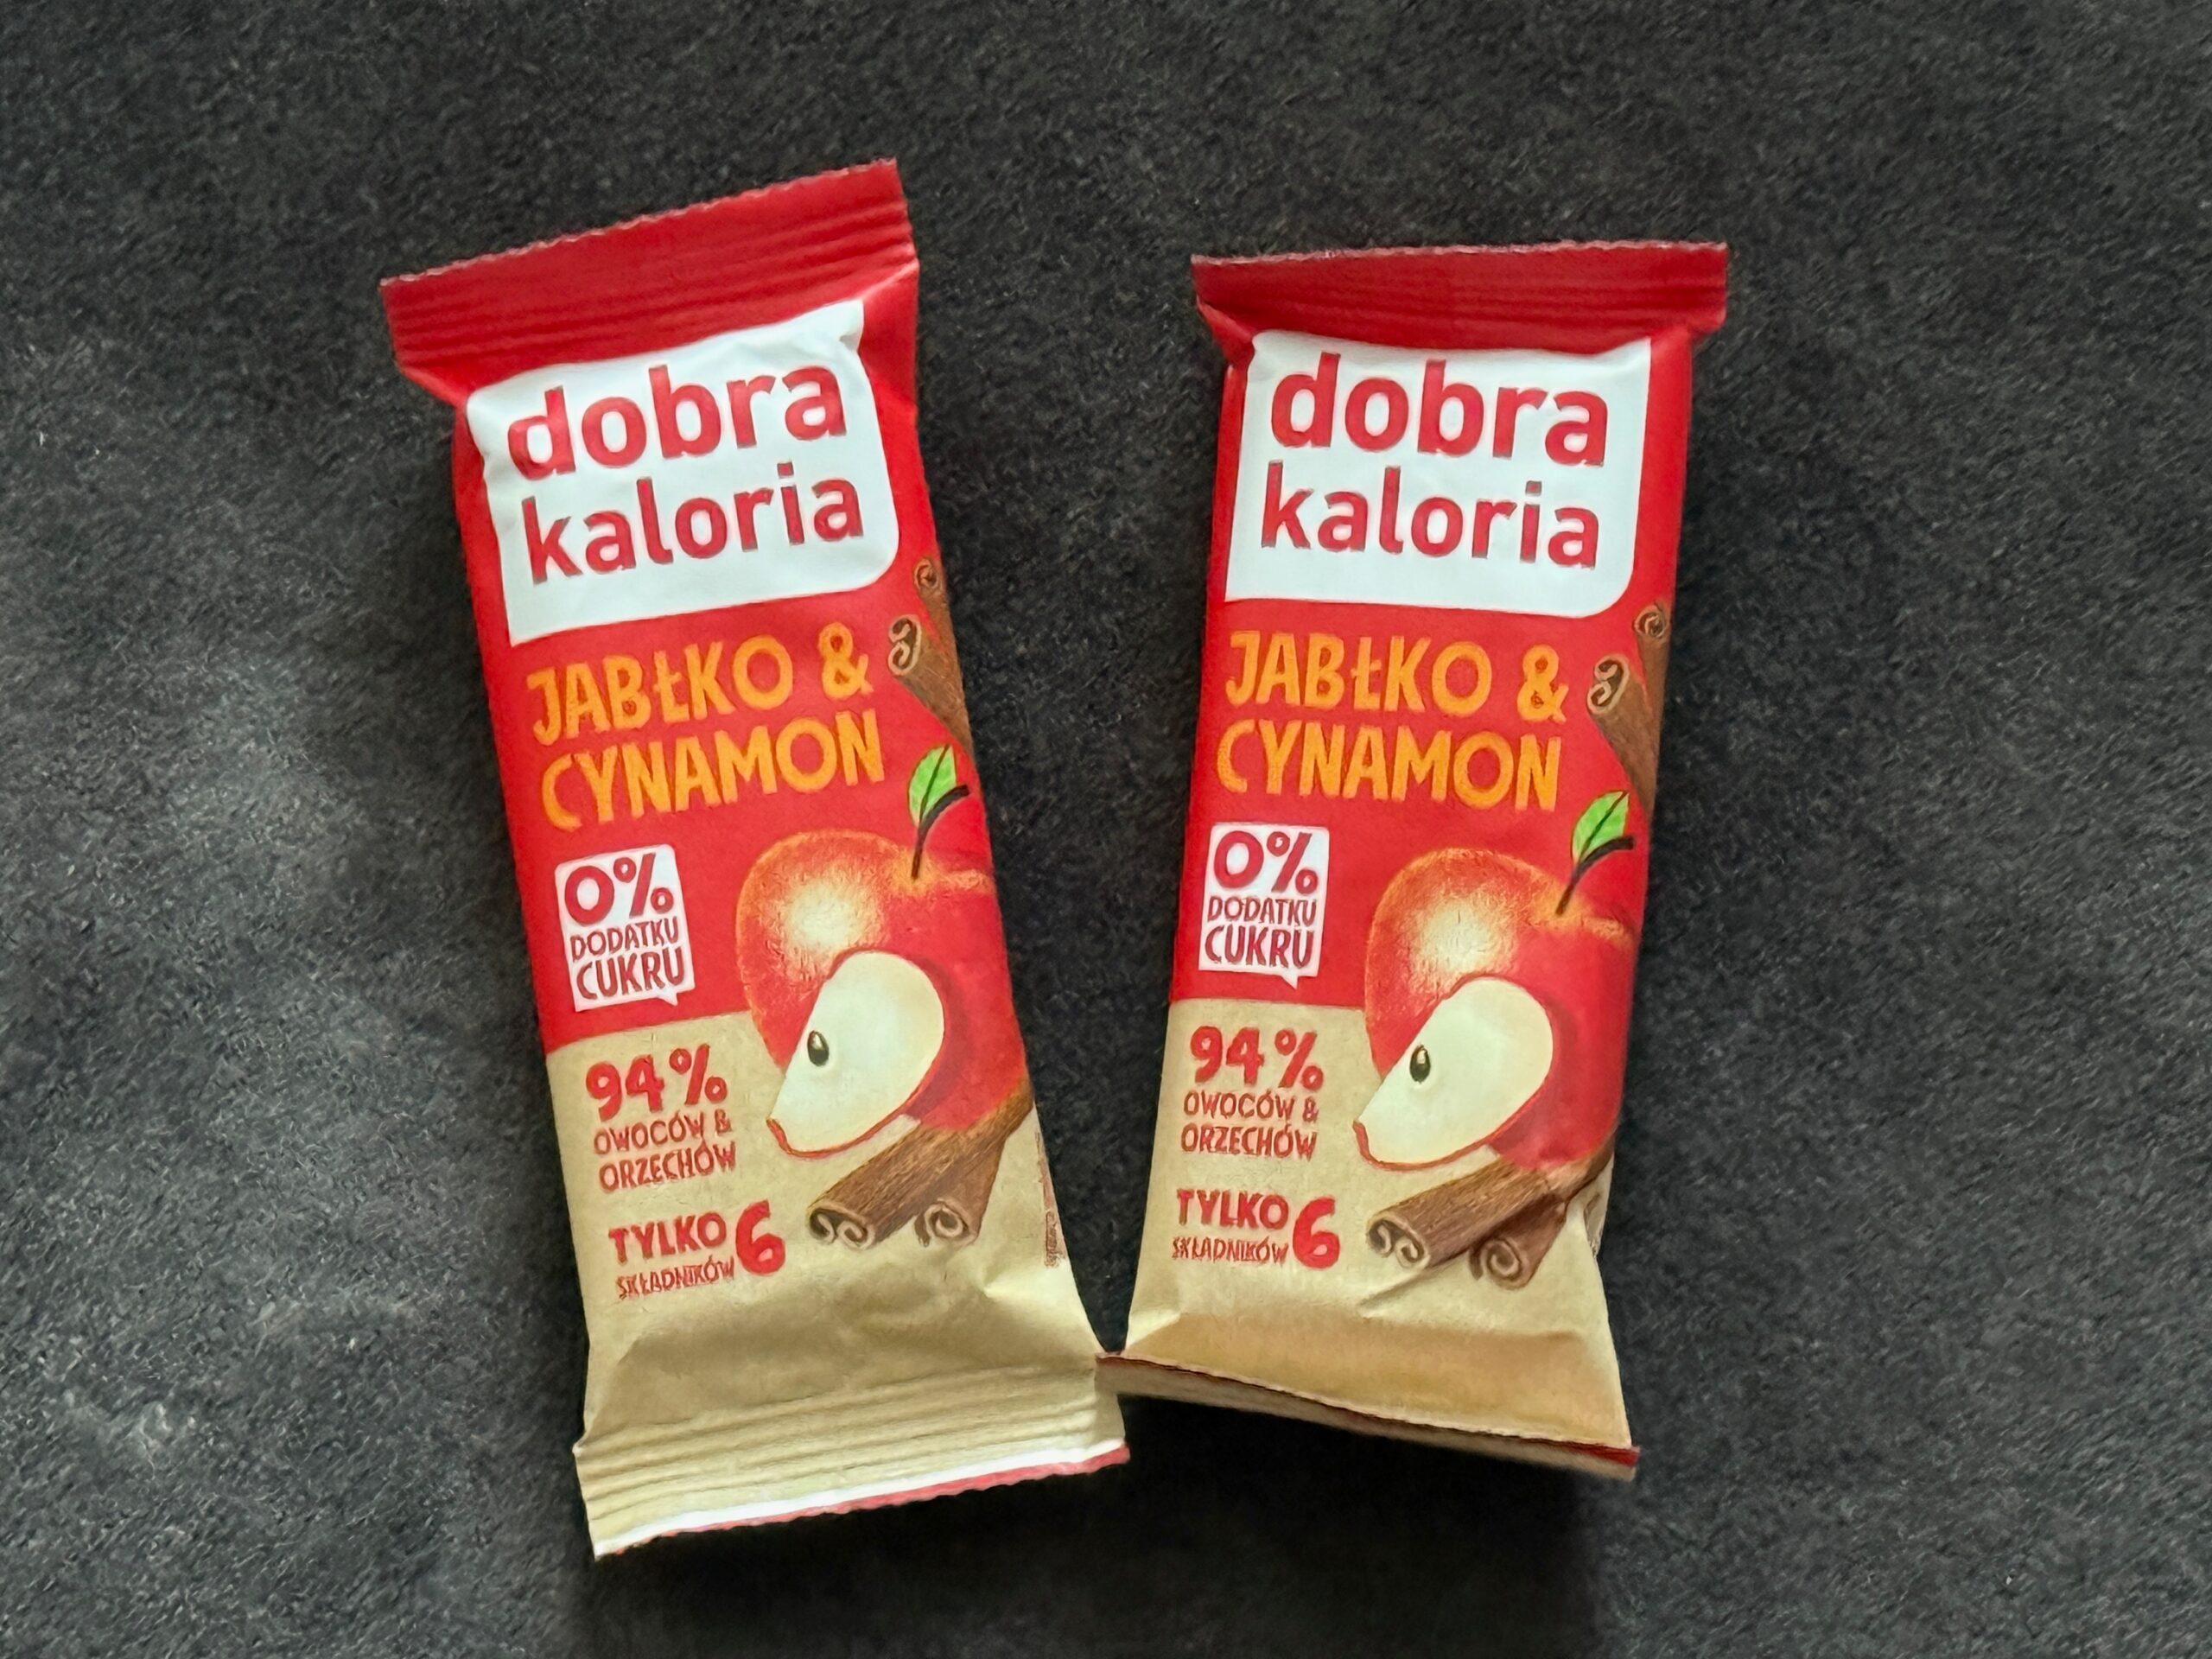 dobra
kaloria
JABŁKO &
CYNAMON
0%
DODATKU
CUKRU
94%
OWOCÓW &
ORZECHÓW
TYLKO 6
SKŁADNIKÓW
dobra
kaloria
JABŁKO &
CYNAMON
0%
DODATKU
CUKRU
94%
OWOCÓW &
ORZECHÓW
TYLKO 6
SKŁADNIKÓW